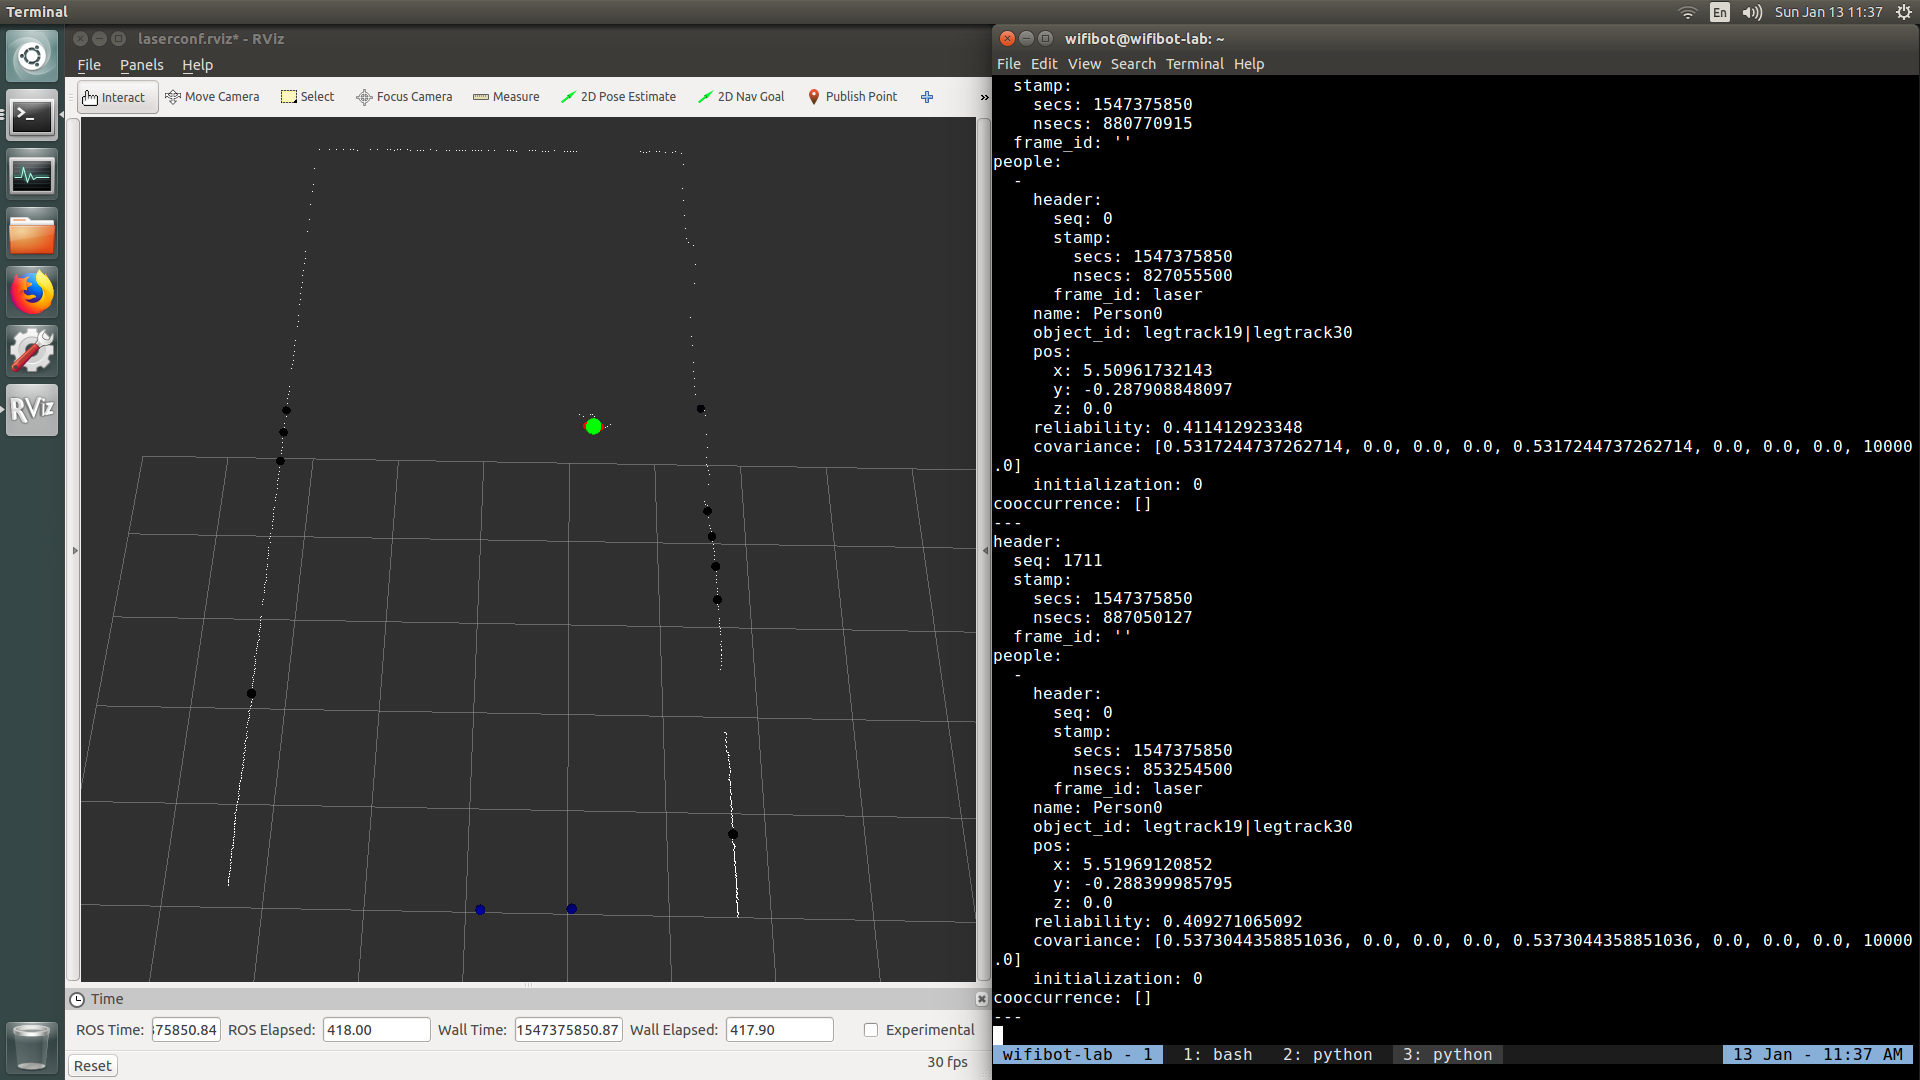 Terminal
En
Sun Jan 13 11:37
laserconf.rviz* - RViz
File Panels Help
Interact Move Camera Select Focus Camera Measure 2D Pose Estimate 2D Nav Goal Publish Point »
RViz
Time
ROS Time: 75850.84 ROS Elapsed: 418.00 Wall Time: 1547375850.87 Wall Elapsed: 417.90 Experimental
Reset
30 fps
wifibot@wifibot-lab: ~
File Edit View Search Terminal Help
stamp:
secs: 1547375850
nsecs: 880770915
frame_id: ''
people:
-
header:
seq: 0
stamp:
secs: 1547375850
nsecs: 827055500
frame_id: laser
name: Person0
object_id: legtrack19|legtrack30
pos:
x: 5.50961732143
y: -0.287908848097
z: 0.0
reliability: 0.411412923348
covariance: [0.5317244737262714, 0.0, 0.0, 0.0, 0.5317244737262714, 0.0, 0.0, 0.0, 10000
.0]
initialization: 0
cooccurrence: []
---
header:
seq: 1711
stamp:
secs: 1547375850
nsecs: 887050127
frame_id: ''
people:
-
header:
seq: 0
stamp:
secs: 1547375850
nsecs: 853254500
frame_id: laser
name: Person0
object_id: legtrack19|legtrack30
pos:
x: 5.51969120852
y: -0.288399985795
z: 0.0
reliability: 0.409271065092
covariance: [0.5373044358851036, 0.0, 0.0, 0.0, 0.5373044358851036, 0.0, 0.0, 0.0, 10000
.0]
initialization: 0
cooccurrence: []
---
wifibot-lab - 1 1: bash 2: python 3: python 13 Jan - 11:37 AM